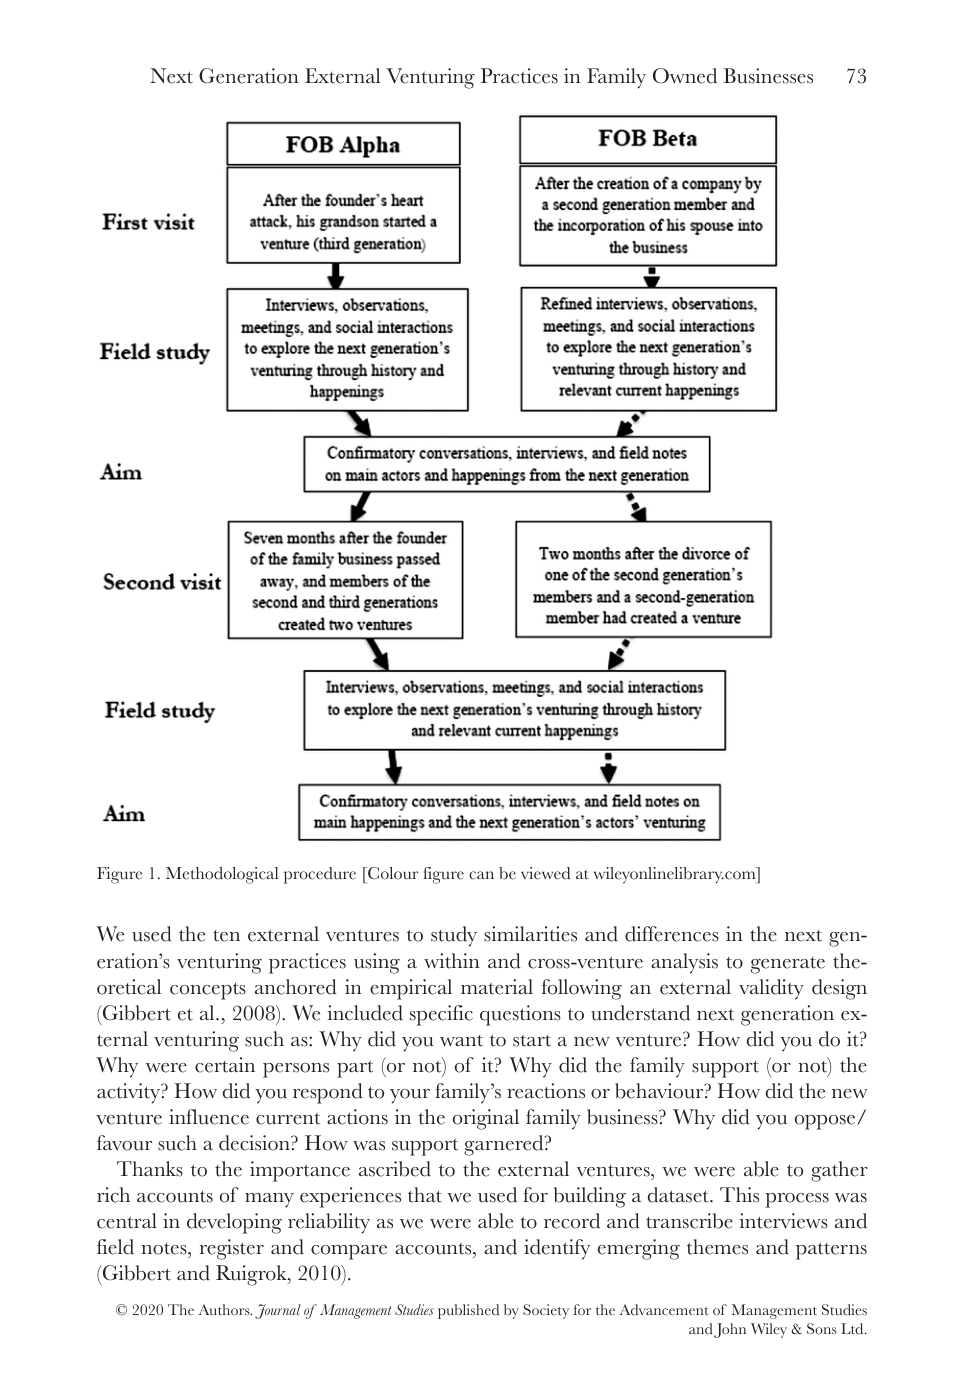 Next Generation External Venturing Practices in Family Owned Businesses 73
FOB Alpha
FOB Beta
First visit
After the founder's heart
attack, his grandson started a
venture (third generation)
After the creation of a company by
a second generation member and
the incorporation of his spouse into
the business
Field study
Interviews, observations,
meetings, and social interactions
to explore the next generation's
venturing through history and
happenings
Refined interviews, observations,
meetings, and social interactions
to explore the next generation's
venturing through history and
relevant current happenings
Aim
Confirmatory conversations, interviews, and field notes
on main actors and happenings from the next generation
Second visit
Seven months after the founder
of the family business passed
away, and members of the
second and third generations
created two ventures
Two months after the divorce of
one of the second generation's
members and a second-generation
member had created a venture
Field study
Interviews, observations, meetings, and social interactions
to explore the next generation's venturing through history
and relevant current happenings
Aim
Confirmatory conversations, interviews, and field notes on
main happenings and the next generation's actors' venturing
Figure 1. Methodological procedure [Colour figure can be viewed at wileyonlinelibrary.com]
We used the ten external ventures to study similarities and differences in the next gen-
eration's venturing practices using a within and cross-venture analysis to generate the-
oretical concepts anchored in empirical material following an external validity design
(Gibbert et al., 2008). We included specific questions to understand next generation ex-
ternal venturing such as: Why did you want to start a new venture? How did you do it?
Why were certain persons part (or not) of it? Why did the family support (or not) the
activity? How did you respond to your family's reactions or behaviour? How did the new
venture influence current actions in the original family business? Why did you oppose/
favour such a decision? How was support garnered?
Thanks to the importance ascribed to the external ventures, we were able to gather
rich accounts of many experiences that we used for building a dataset. This process was
central in developing reliability as we were able to record and transcribe interviews and
field notes, register and compare accounts, and identify emerging themes and patterns
(Gibbert and Ruigrok, 2010).
© 2020 The Authors. Journal of Management Studies published by Society for the Advancement of Management Studies
and John Wiley & Sons Ltd.